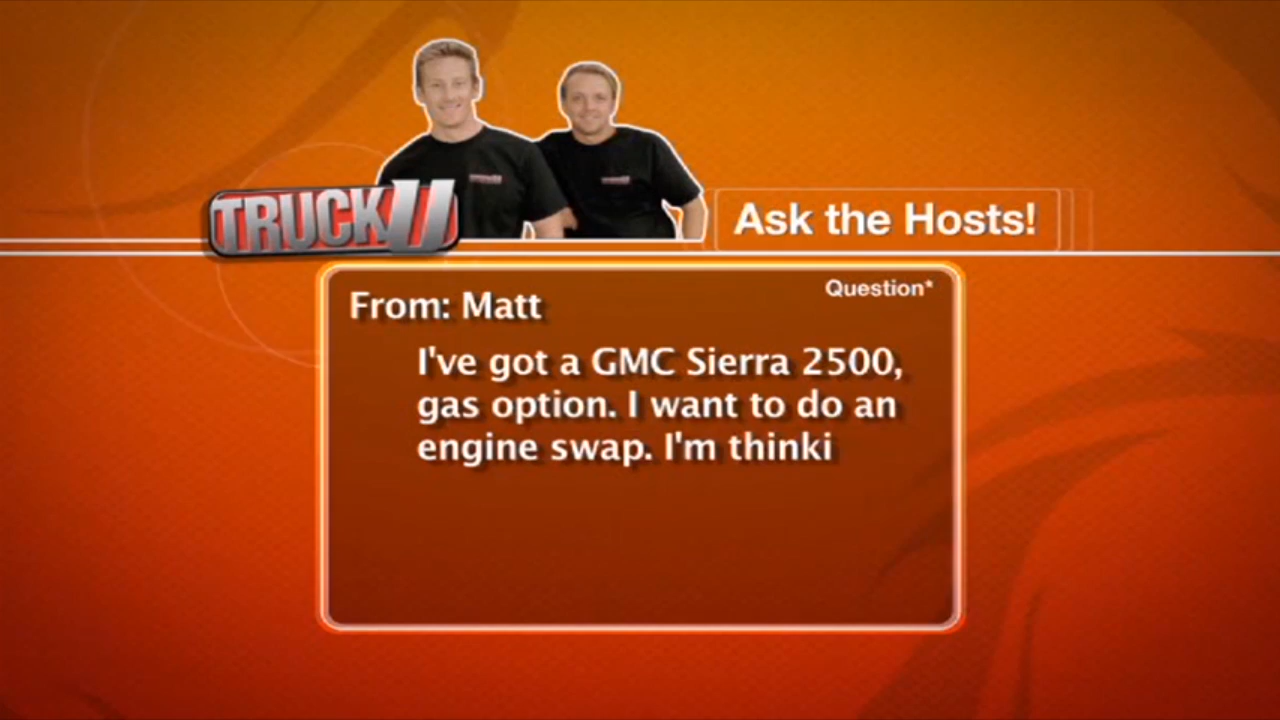 TRUCK U
Ask the Hosts!
Question*
From: Matt
I've got a GMC Sierra 2500,
gas option. I want to do an
engine swap. I'm thinki